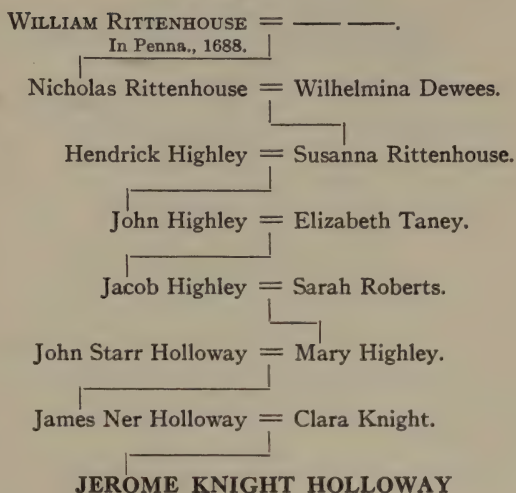 WILLIAM RITTENHOUSE = — — —.
In Penna., 1688.
Nicholas Rittenhouse = Wilhelmina Dewees.
Hendrick Highley = Susanna Rittenhouse.
John Highley = Elizabeth Taney.
Jacob Highley = Sarah Roberts.
John Starr Holloway = Mary Highley.
James Ner Holloway = Clara Knight.
JEROME KNIGHT HOLLOWAY